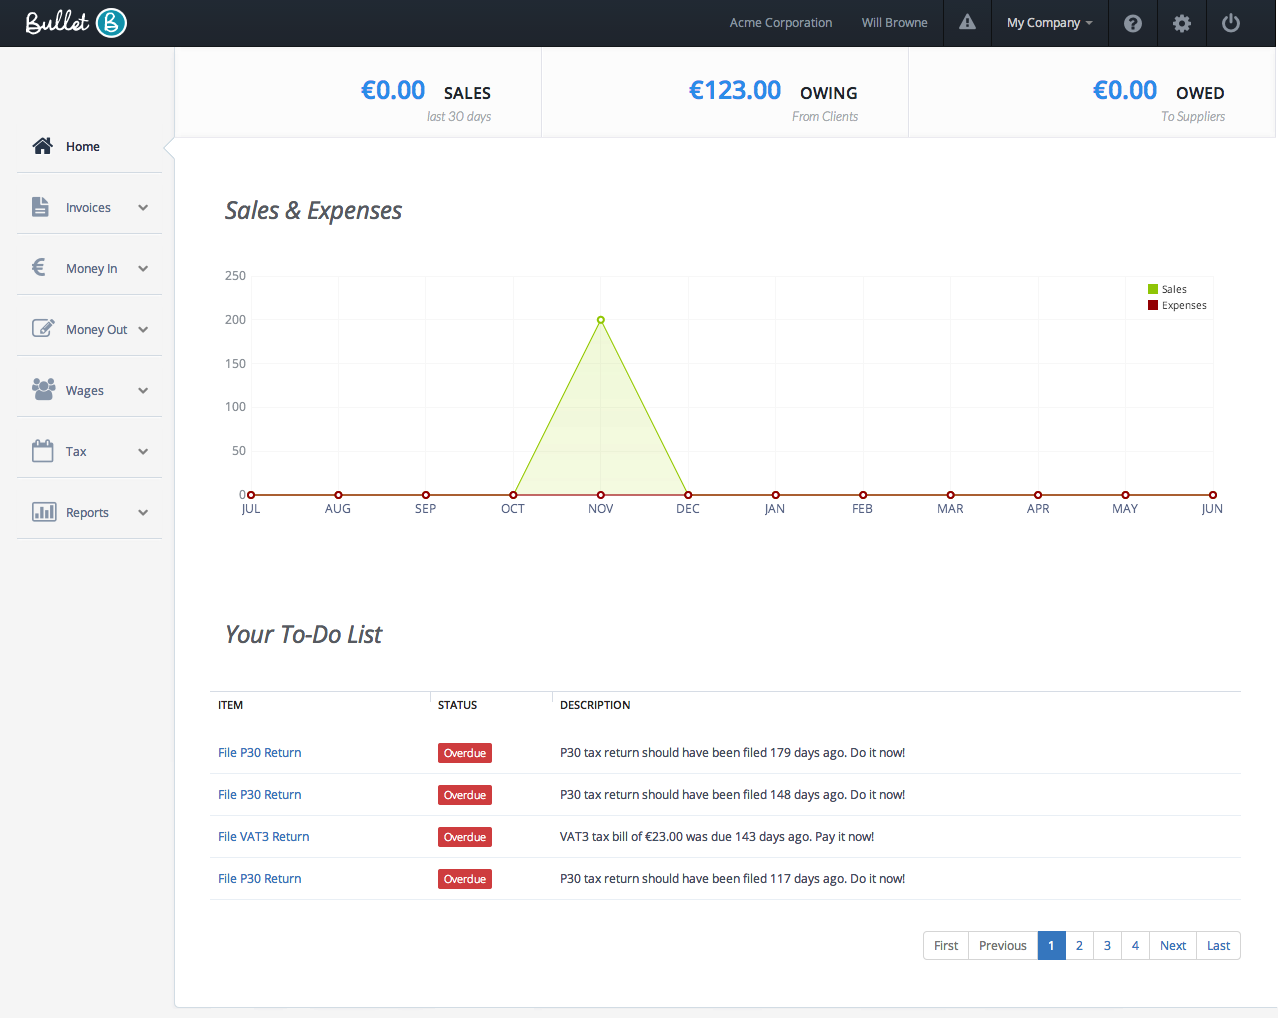 Bullet B
Acme Corporation Will Browne My Company
€0.00 SALES
last 30 days
€123.00 OWING
From Clients
€0.00 OWED
To Suppliers
Home
Invoices
Money In
Money Out
Wages
Tax
Reports
Sales & Expenses
250
200
150
100
50
0
Sales
Expenses
JUL AUG SEP OCT NOV DEC JAN FEB MAR APR MAY JUN
Your To-Do List
ITEM STATUS DESCRIPTION
File P30 Return Overdue P30 tax return should have been filed 179 days ago. Do it now!
File P30 Return Overdue P30 tax return should have been filed 148 days ago. Do it now!
File VAT3 Return Overdue VAT3 tax bill of €23.00 was due 143 days ago. Pay it now!
File P30 Return Overdue P30 tax return should have been filed 117 days ago. Do it now!
First Previous 1 2 3 4 Next Last